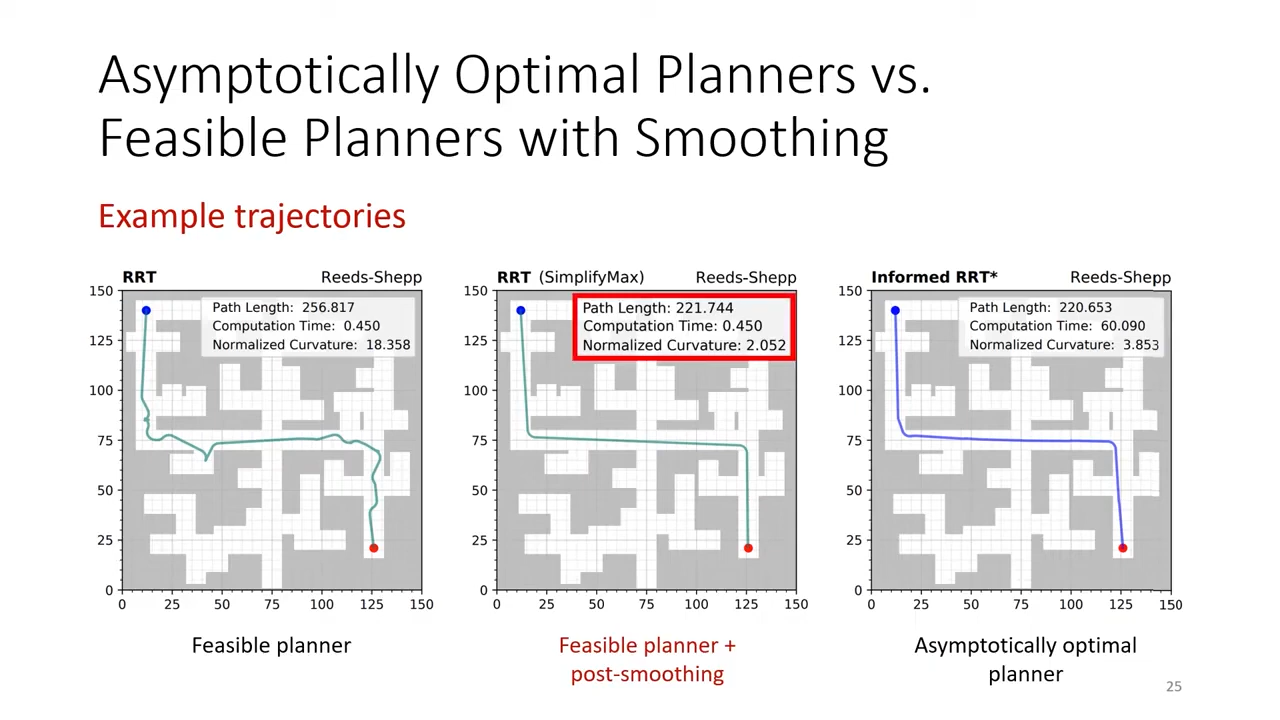 Asymptotically Optimal Planners vs.
Feasible Planners with Smoothing
Example trajectories
RRT Reeds-Shepp
Path Length: 256.817
Computation Time: 0.450
Normalized Curvature: 18.358
150
125
100
75
50
25
0
0 25 50 75 100 125 150
Feasible planner
RRT (SimplifyMax) Reeds-Shepp
Path Length: 221.744
Computation Time: 0.450
Normalized Curvature: 2.052
150
125
100
75
50
25
0
0 25 50 75 100 125 150
Feasible planner +
post-smoothing
Informed RRT* Reeds-Shepp
Path Length: 220.653
Computation Time: 60.090
Normalized Curvature: 3.853
150
125
100
75
50
25
0
0 25 50 75 100 125 150
Asymptotically optimal
planner
25